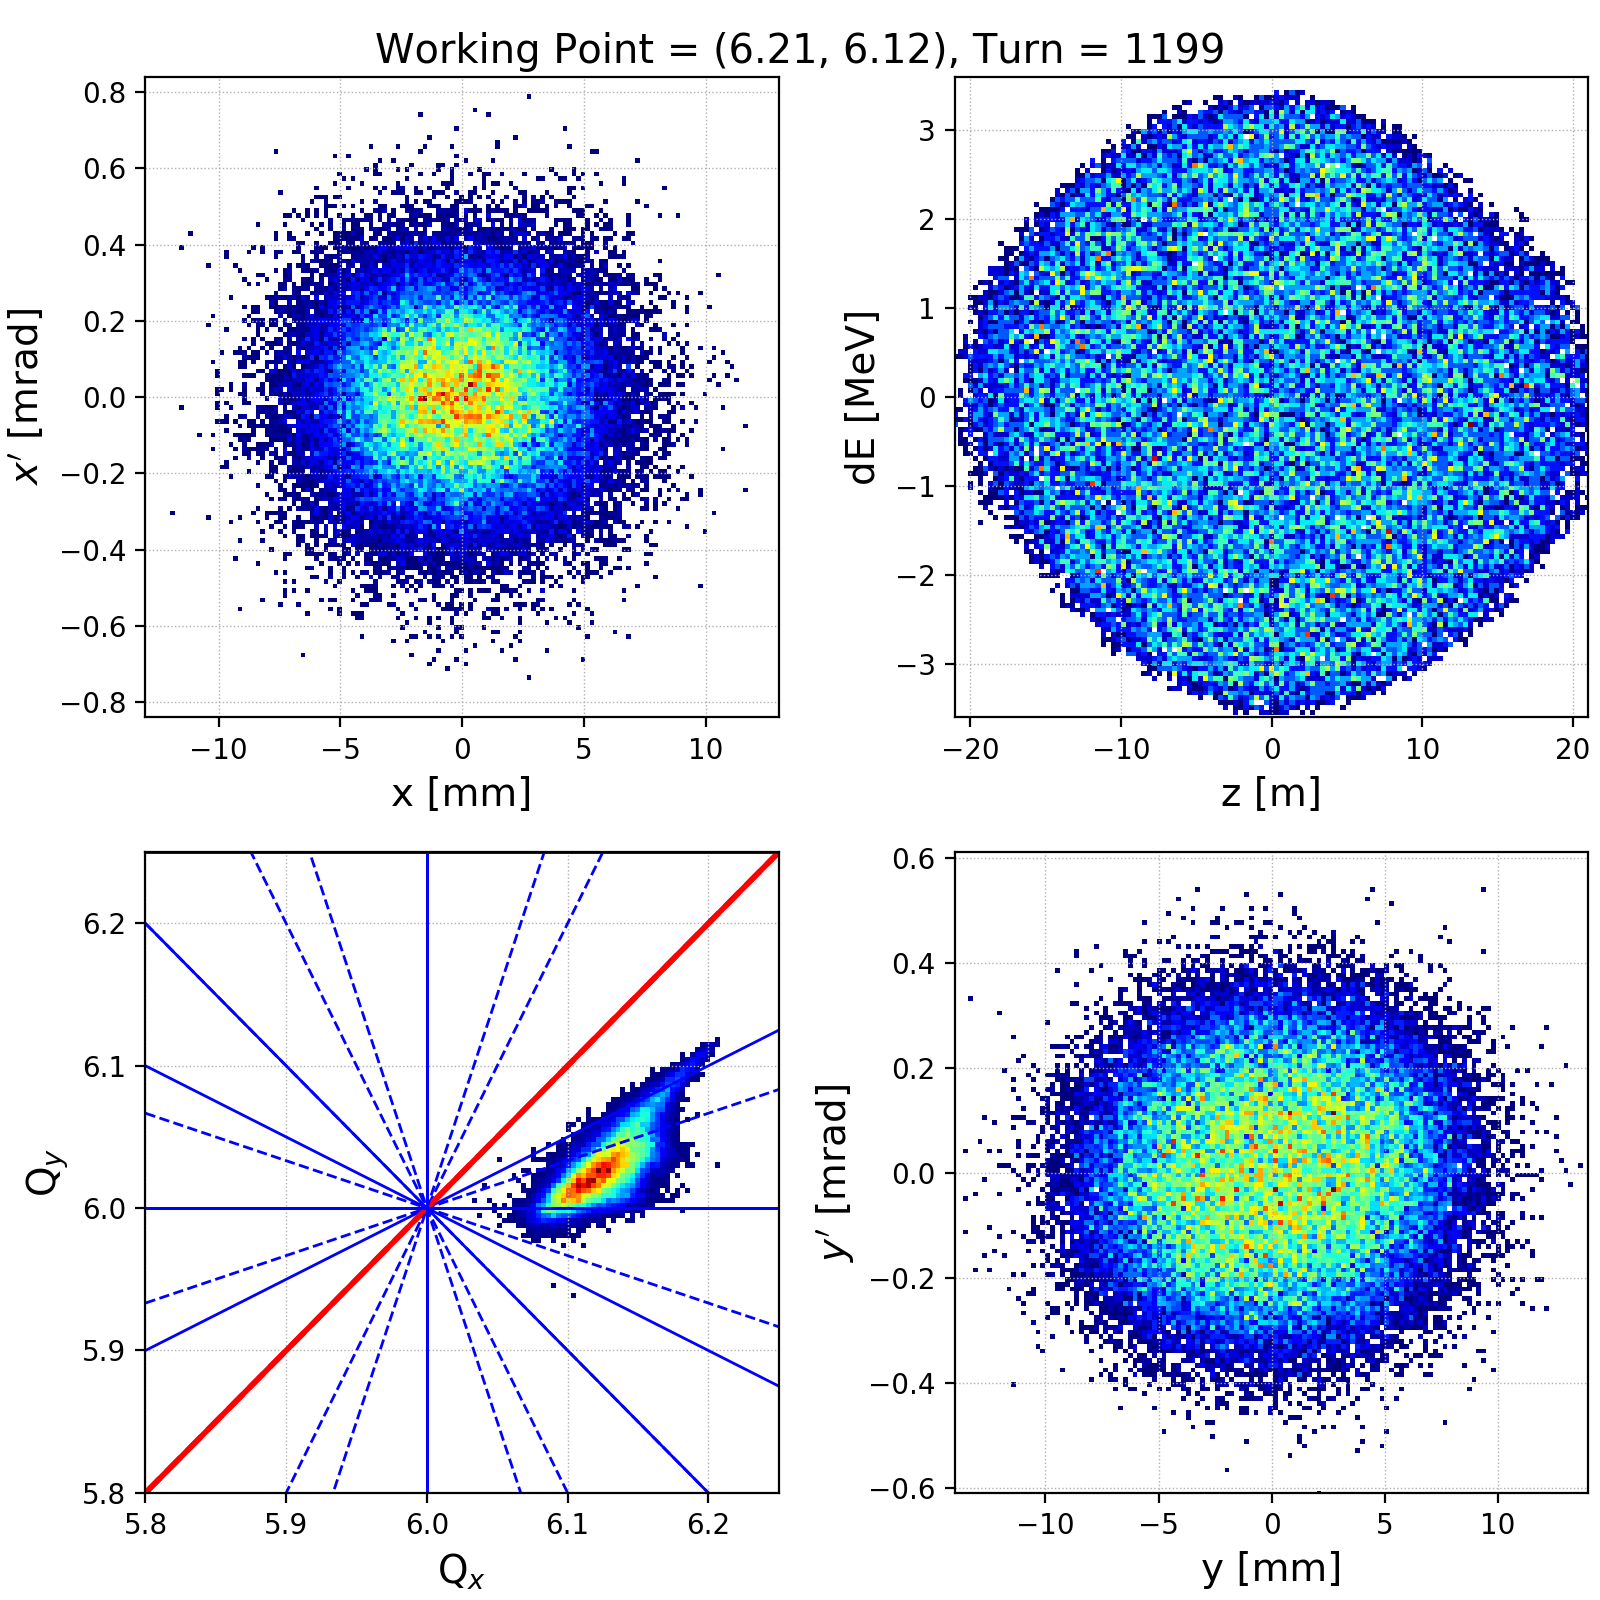 Working Point = (6.21, 6.12), Turn = 1199
0.8
0.6
0.4
0.2
0.0
−0.2
−0.4
−0.6
−0.8
x′ [mrad]
−10 −5 0 5 10
x [mm]
3
2
1
0
−1
−2
−3
dE [MeV]
−20 −10 0 10 20
z [m]
6.2
6.1
6.0
5.9
5.8
Qy
5.8 5.9 6.0 6.1 6.2
Qx
0.6
0.4
0.2
0.0
−0.2
−0.4
−0.6
y′ [mrad]
−10 −5 0 5 10
y [mm]